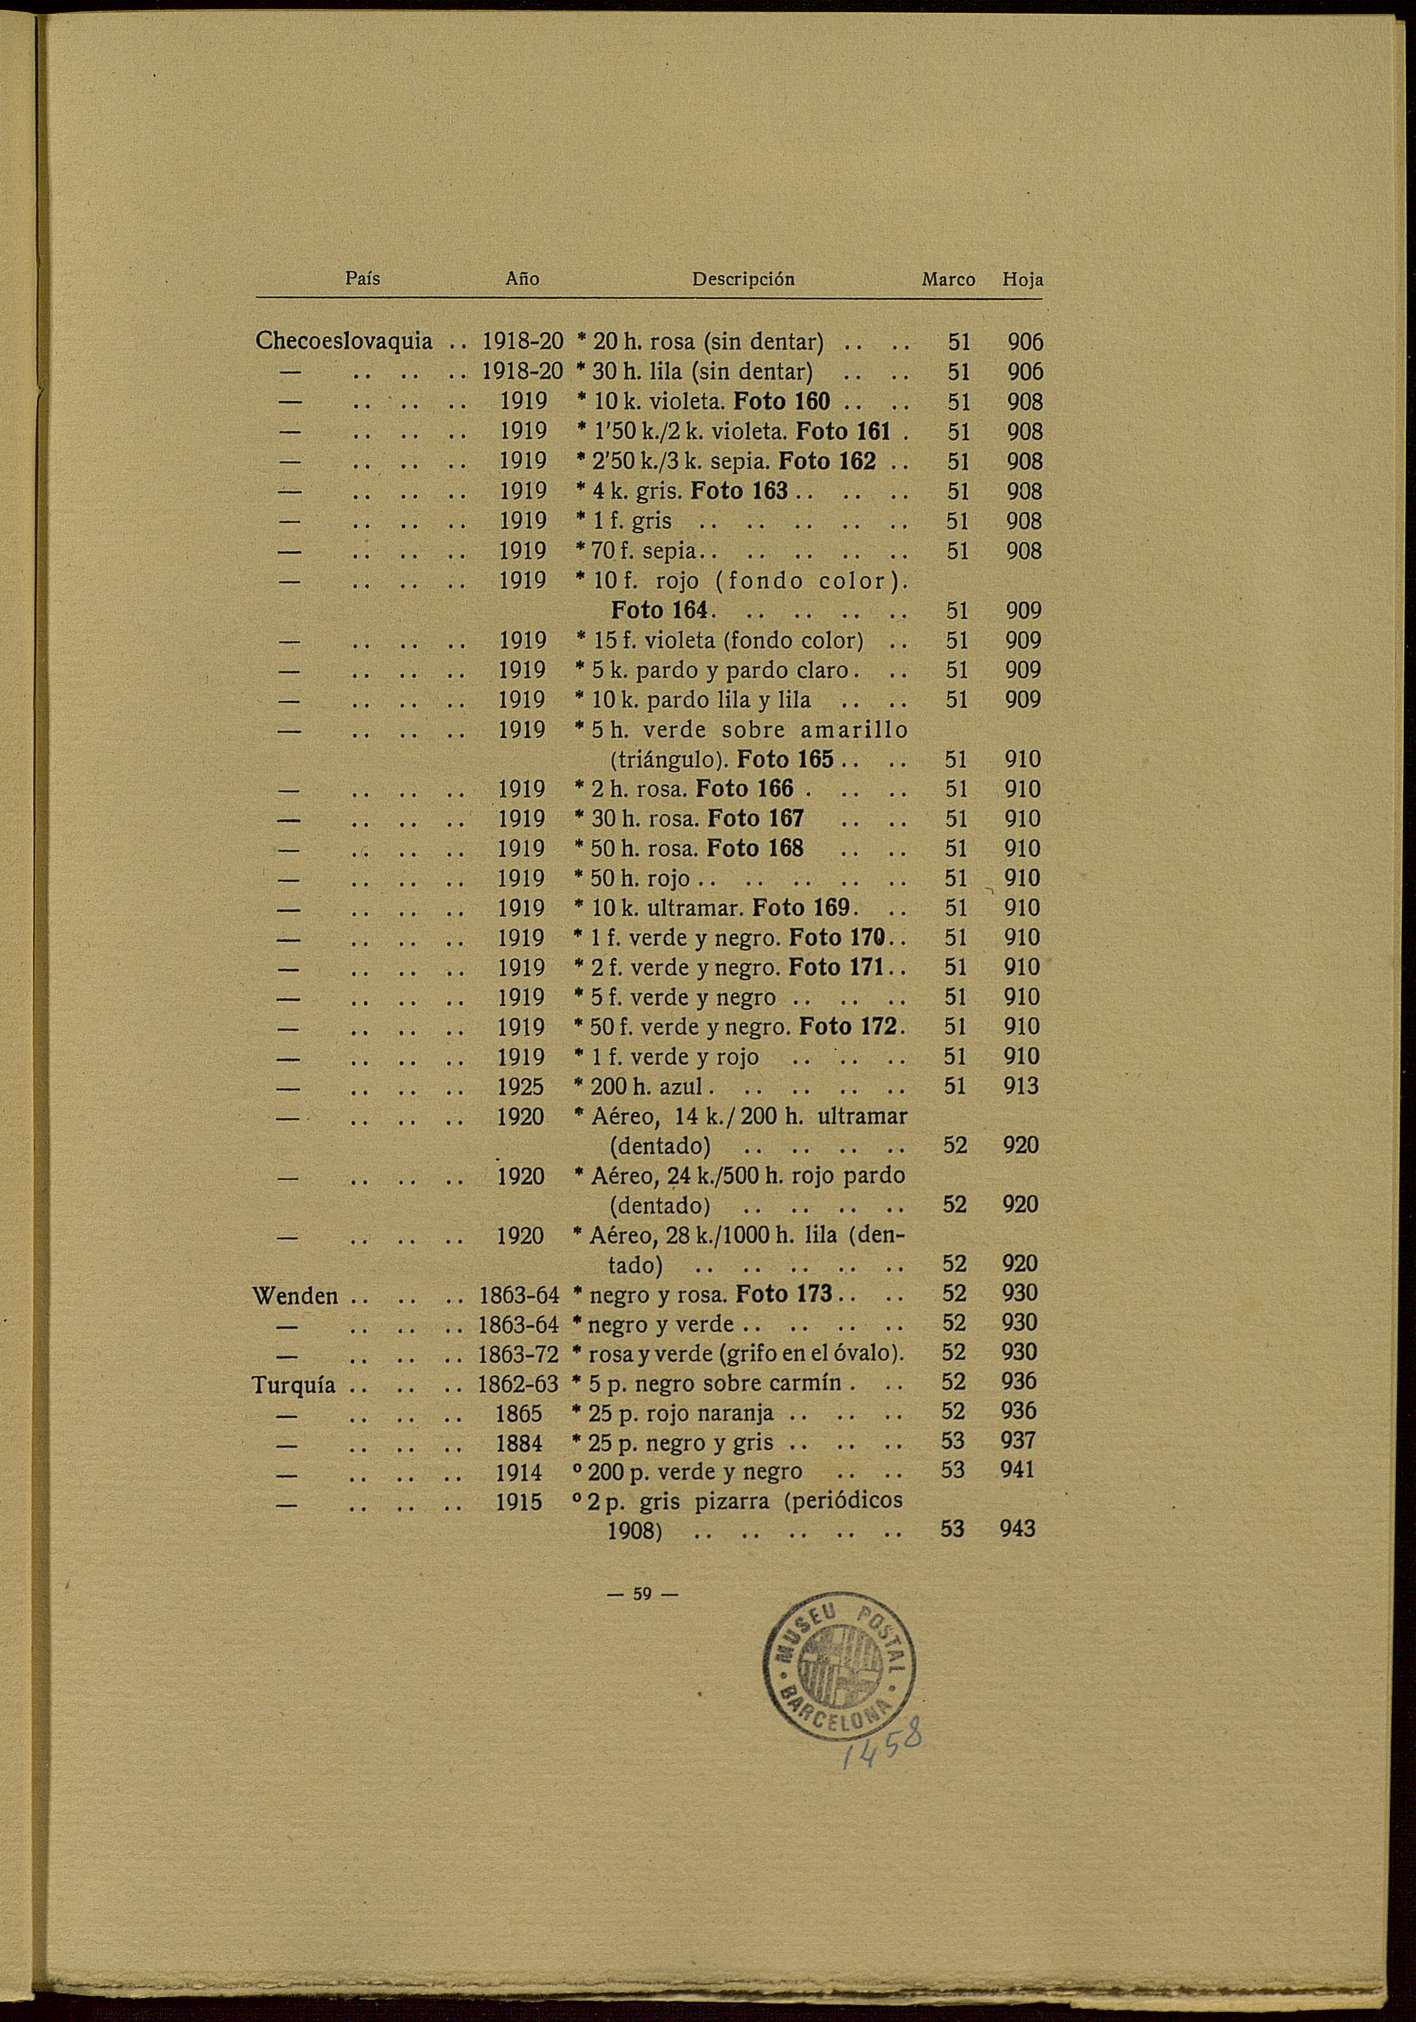 País Año Descripción Marco Hoja
Checoeslovaquia .. 1918-20 * 20 h. rosa (sin dentar) .. .. 51 906
— .. .. .. 1918-20 * 30 h. lila (sin dentar) .. .. 51 906
— .. .. .. 1919 * 10 k. violeta. Foto 160 .. .. 51 908
— .. .. .. 1919 * 1'50 k./2 k. violeta. Foto 161 . 51 908
— .. .. .. 1919 * 2'50 k./3 k. sepia. Foto 162 .. 51 908
— .. .. .. 1919 * 4 k. gris. Foto 163 .. .. .. 51 908
— .. .. .. 1919 * 1 f. gris .. .. .. .. .. 51 908
— .. .. .. 1919 * 70 f. sepia .. .. .. .. .. 51 908
— .. .. .. 1919 * 10 f. rojo (fondo color).
Foto 164. .. .. .. .. 51 909
— .. .. .. 1919 * 15 f. violeta (fondo color) .. 51 909
— .. .. .. 1919 * 5 k. pardo y pardo claro. .. 51 909
— .. .. .. 1919 * 10 k. pardo lila y lila .. .. 51 909
— .. .. .. 1919 * 5 h. verde sobre amarillo
(triángulo). Foto 165 .. .. 51 910
— .. .. .. 1919 * 2 h. rosa. Foto 166 . .. .. 51 910
— .. .. .. 1919 * 30 h. rosa. Foto 167 .. .. 51 910
— .. .. .. 1919 * 50 h. rosa. Foto 168 .. .. 51 910
— .. .. .. 1919 * 50 h. rojo .. .. .. .. .. 51 910
— .. .. .. 1919 * 10 k. ultramar. Foto 169. .. 51 910
— .. .. .. 1919 * 1 f. verde y negro. Foto 170 .. 51 910
— .. .. .. 1919 * 2 f. verde y negro. Foto 171 .. 51 910
— .. .. .. 1919 * 5 f. verde y negro .. .. .. 51 910
— .. .. .. 1919 * 50 f. verde y negro. Foto 172. 51 910
— .. .. .. 1919 * 1 f. verde y rojo .. .. .. 51 910
— .. .. .. 1925 * 200 h. azul . .. .. .. .. 51 913
— .. .. .. 1920 * Aéreo, 14 k./ 200 h. ultramar
(dentado) .. .. .. .. 52 920
— .. .. .. 1920 * Aéreo, 24 k./500 h. rojo pardo
(dentado) .. .. .. .. 52 920
— .. .. .. 1920 * Aéreo, 28 k./1000 h. lila (den-
tado) .. .. .. .. .. 52 920
Wenden .. .. .. 1863-64 * negro y rosa. Foto 173 .. .. 52 930
— .. .. .. 1863-64 * negro y verde .. .. .. .. 52 930
— .. .. .. 1863-72 * rosa y verde (grifo en el óvalo). 52 930
Turquía .. .. .. 1862-63 * 5 p. negro sobre carmín . .. 52 936
— .. .. .. 1865 * 25 p. rojo naranja .. .. .. 52 936
— .. .. .. 1884 * 25 p. negro y gris .. .. .. 53 937
— .. .. .. 1914 º 200 p. verde y negro .. .. 53 941
— .. .. .. 1915 º 2 p. gris pizarra (periódicos
1908) .. .. .. .. .. 53 943
— 59 —
MUSEU POSTAL
· BARCELONA ·
1458